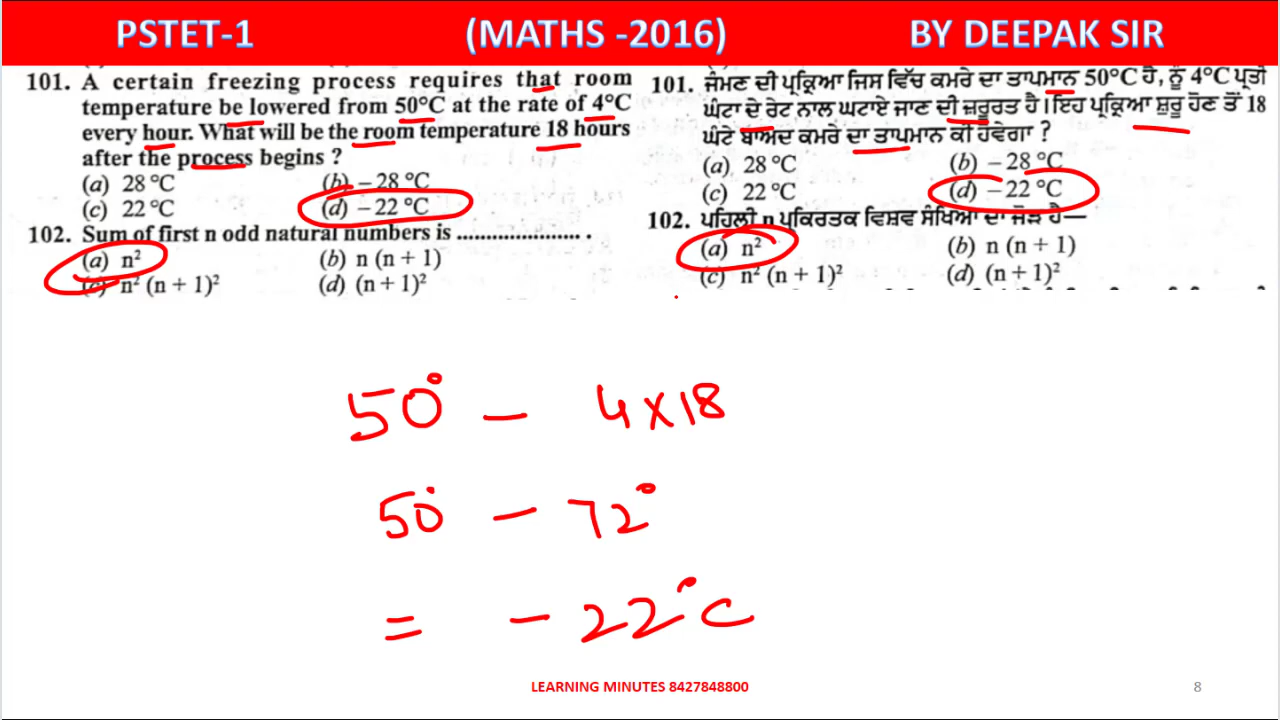 PSTET-1 (MATHS -2016) BY DEEPAK SIR
101. A certain freezing process requires that room
temperature be lowered from 50°C at the rate of 4°C
every hour. What will be the room temperature 18 hours
after the process begins ?
(a) 28 °C (b) – 28 °C
(c) 22 °C (d) – 22 °C
102. Sum of first n odd natural numbers is ...................... .
(a) n² (b) n (n + 1)
(c) n² (n + 1)² (d) (n + 1)²
101. ਜੰਮਣ ਦੀ ਪ੍ਰਕ੍ਰਿਆ ਜਿਸ ਵਿੱਚ ਕਮਰੇ ਦਾ ਤਾਪਮਾਨ 50°C ਹੈ, ਨੂੰ 4°C ਪ੍ਰਤੀ
ਘੰਟਾ ਦੇ ਰੇਟ ਨਾਲ ਘਟਾਏ ਜਾਣ ਦੀ ਜ਼ਰੂਰਤ ਹੈ। ਇਹ ਪ੍ਰਕ੍ਰਿਆ ਸ਼ੁਰੂ ਹੋਣ ਤੋਂ 18
ਘੰਟੇ ਬਾਅਦ ਕਮਰੇ ਦਾ ਤਾਪਮਾਨ ਕੀ ਹੋਵੇਗਾ ?
(a) 28 °C (b) – 28 °C
(c) 22 °C (d) – 22 °C
102. ਪਹਿਲੀ n ਪ੍ਰਕਿਰਤਕ ਵਿਸ਼ਵ ਸੰਖਿਆ ਦਾ ਜੋੜ ਹੈ—
(a) n² (b) n (n + 1)
(c) n² (n + 1)² (d) (n + 1)²
50° – 4×18
50° – 72°
= – 22°C
LEARNING MINUTES 8427848800
8